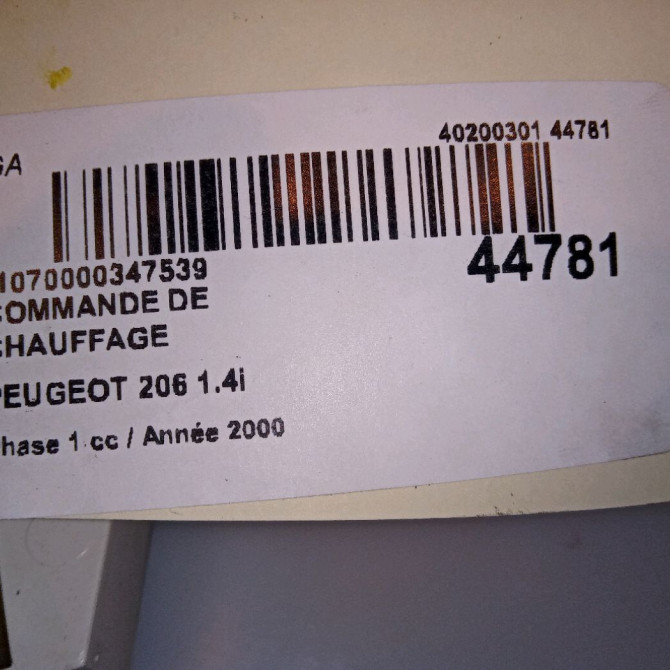 GA
40200301 44781
1070000347539
44781
COMMANDE DE
CHAUFFAGE
PEUGEOT 206 1.4i
hase 1 cc / Année 2000